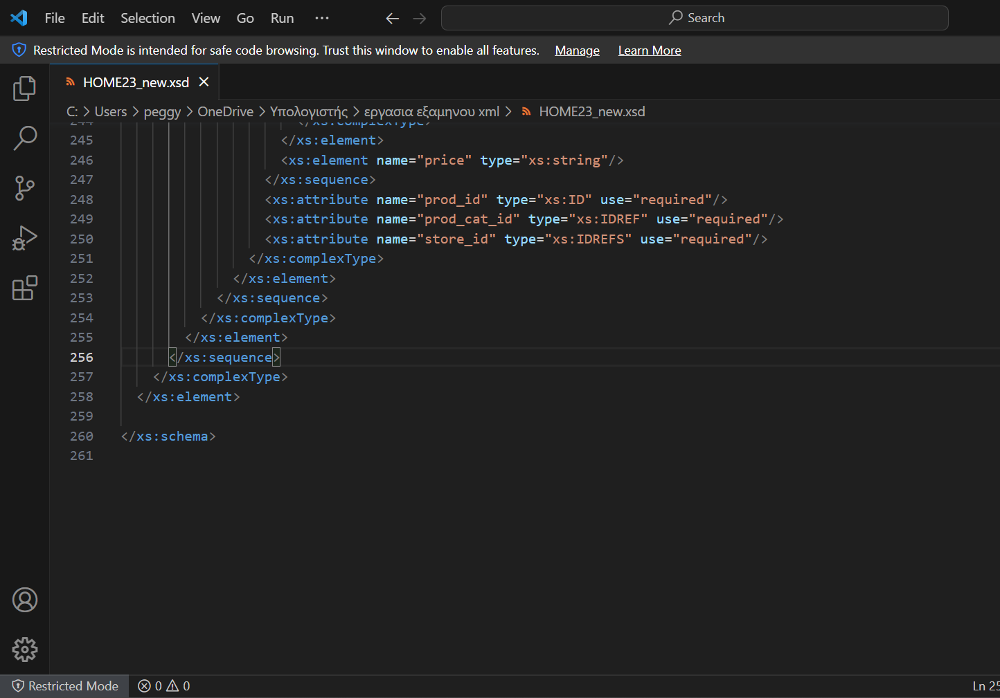 File Edit Selection View Go Run ··· ← → Search
Restricted Mode is intended for safe code browsing. Trust this window to enable all features. Manage Learn More
HOME23_new.xsd ×
C: > Users > peggy > OneDrive > Υπολογιστής > εργασια εξαμηνου xml > HOME23_new.xsd
244 </xs:complexType>
245 </xs:element>
246 <xs:element name="price" type="xs:string"/>
247 </xs:sequence>
248 <xs:attribute name="prod_id" type="xs:ID" use="required"/>
249 <xs:attribute name="prod_cat_id" type="xs:IDREF" use="required"/>
250 <xs:attribute name="store_id" type="xs:IDREFS" use="required"/>
251 </xs:complexType>
252 </xs:element>
253 </xs:sequence>
254 </xs:complexType>
255 </xs:element>
256 </xs:sequence>
257 </xs:complexType>
258 </xs:element>
259
260 </xs:schema>
261
Restricted Mode 0 0 Ln 25